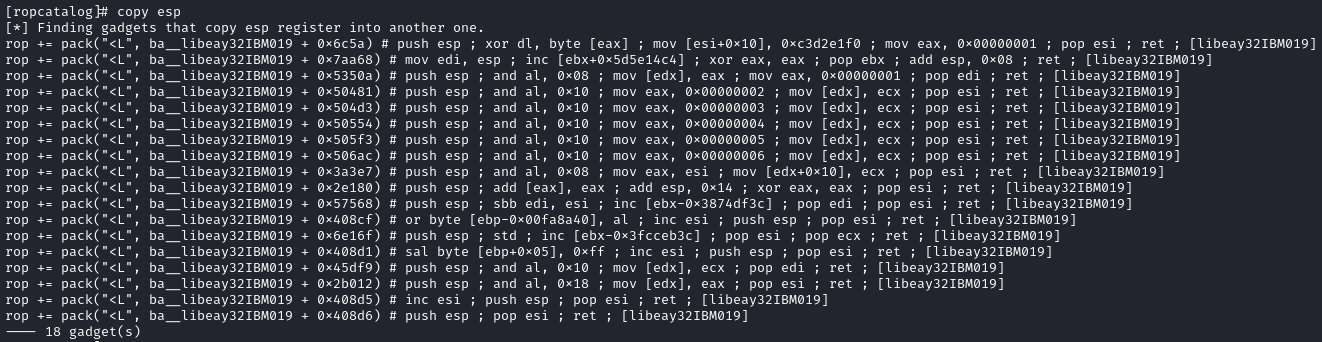 [ropcatalog]# copy esp
[*] Finding gadgets that copy esp register into another one.
rop += pack("<L", ba__libeay32IBM019 + 0×6c5a) # push esp ; xor dl, byte [eax] ; mov [esi+0×10], 0×c3d2e1f0 ; mov eax, 0×00000001 ; pop esi ; ret ; [libeay32IBM019]
rop += pack("<L", ba__libeay32IBM019 + 0×7aa68) # mov edi, esp ; inc [ebx+0×5d5e14c4] ; xor eax, eax ; pop ebx ; add esp, 0×08 ; ret ; [libeay32IBM019]
rop += pack("<L", ba__libeay32IBM019 + 0×5350a) # push esp ; and al, 0×08 ; mov [edx], eax ; mov eax, 0×00000001 ; pop edi ; ret ; [libeay32IBM019]
rop += pack("<L", ba__libeay32IBM019 + 0×50481) # push esp ; and al, 0×10 ; mov eax, 0×00000002 ; mov [edx], ecx ; pop esi ; ret ; [libeay32IBM019]
rop += pack("<L", ba__libeay32IBM019 + 0×504d3) # push esp ; and al, 0×10 ; mov eax, 0×00000003 ; mov [edx], ecx ; pop esi ; ret ; [libeay32IBM019]
rop += pack("<L", ba__libeay32IBM019 + 0×50554) # push esp ; and al, 0×10 ; mov eax, 0×00000004 ; mov [edx], ecx ; pop esi ; ret ; [libeay32IBM019]
rop += pack("<L", ba__libeay32IBM019 + 0×505f3) # push esp ; and al, 0×10 ; mov eax, 0×00000005 ; mov [edx], ecx ; pop esi ; ret ; [libeay32IBM019]
rop += pack("<L", ba__libeay32IBM019 + 0×506ac) # push esp ; and al, 0×10 ; mov eax, 0×00000006 ; mov [edx], ecx ; pop esi ; ret ; [libeay32IBM019]
rop += pack("<L", ba__libeay32IBM019 + 0×3a3e7) # push esp ; and al, 0×08 ; mov eax, esi ; mov [edx+0×10], ecx ; pop esi ; ret ; [libeay32IBM019]
rop += pack("<L", ba__libeay32IBM019 + 0×2e180) # push esp ; add [eax], eax ; add esp, 0×14 ; xor eax, eax ; pop esi ; ret ; [libeay32IBM019]
rop += pack("<L", ba__libeay32IBM019 + 0×57568) # push esp ; sbb edi, esi ; inc [ebx-0×3874df3c] ; pop edi ; pop esi ; ret ; [libeay32IBM019]
rop += pack("<L", ba__libeay32IBM019 + 0×408cf) # or byte [ebp-0×00fa8a40], al ; inc esi ; push esp ; pop esi ; ret ; [libeay32IBM019]
rop += pack("<L", ba__libeay32IBM019 + 0×6e16f) # push esp ; std ; inc [ebx-0×3fcceb3c] ; pop esi ; pop ecx ; ret ; [libeay32IBM019]
rop += pack("<L", ba__libeay32IBM019 + 0×408d1) # sal byte [ebp+0×05], 0×ff ; inc esi ; push esp ; pop esi ; ret ; [libeay32IBM019]
rop += pack("<L", ba__libeay32IBM019 + 0×45df9) # push esp ; and al, 0×10 ; mov [edx], ecx ; pop edi ; ret ; [libeay32IBM019]
rop += pack("<L", ba__libeay32IBM019 + 0×2b012) # push esp ; and al, 0×18 ; mov [edx], eax ; pop esi ; ret ; [libeay32IBM019]
rop += pack("<L", ba__libeay32IBM019 + 0×408d5) # inc esi ; push esp ; pop esi ; ret ; [libeay32IBM019]
rop += pack("<L", ba__libeay32IBM019 + 0×408d6) # push esp ; pop esi ; ret ; [libeay32IBM019]
──── 18 gadget(s)